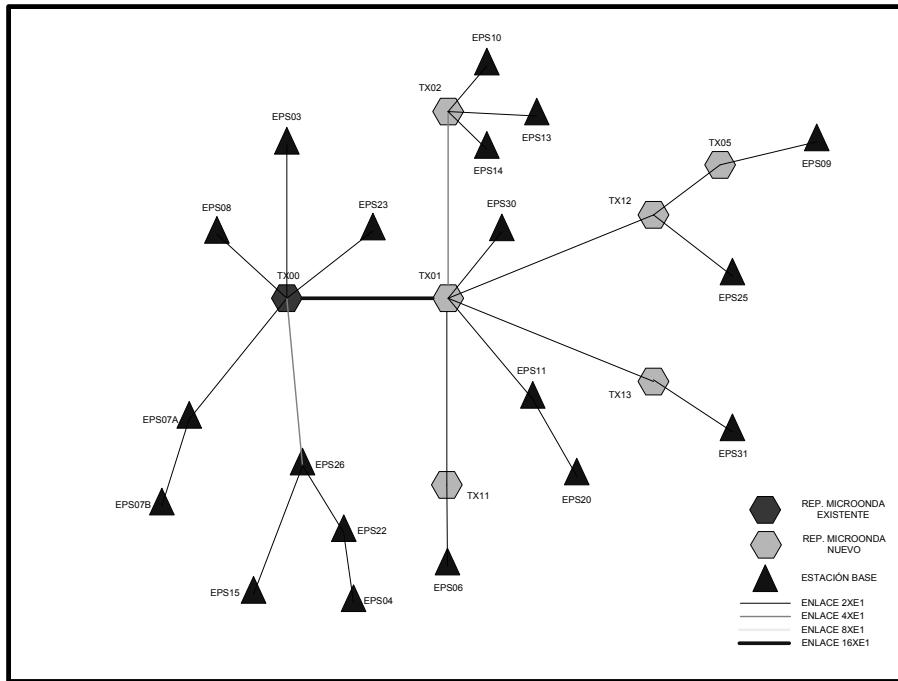 EPS10
TX02
EPS03
EPS13
TX05
EPS14
EPS09
EPS08
EPS23
EPS30
TX12
TX00
TX01
EPS25
EPS11
TX13
EPS07A
EPS31
EPS26
EPS20
TX11
EPS07B
REP. MICROONDA
EXISTENTE
EPS22
REP. MICROONDA
NUEVO
EPS15
EPS04
EPS06
ESTACIÓN BASE
ENLACE 2XE1
ENLACE 4XE1
ENLACE 8XE1
ENLACE 16XE1